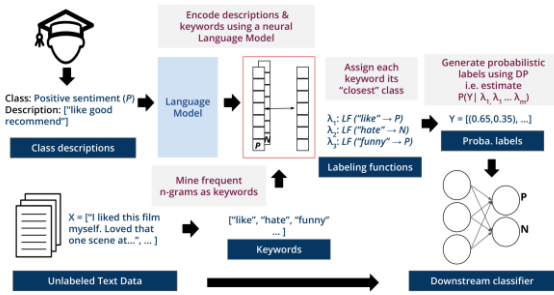 Encode descriptions &
keywords using a neural
Language Model
Class: Positive sentiment (P)
Description: ["like good
recommend"]
Class descriptions
Language
Model
P
N
Assign each
keyword its
"closest" class
λ1: LF ("like" → P)
λ2: LF ("hate" → N)
λ3: LF ("funny" → P)
Labeling functions
Generate probabilistic
labels using DP
i.e. estimate
P(Y| λ1, λ1 ... λm)
Y = [(0.65,0.35), ...]
Proba. labels
Mine frequent
n-grams as keywords
X = ["I liked this film
myself. Loved that
one scene at...", ... ]
Unlabeled Text Data
["like", "hate", "funny"
... ]
Keywords
P
N
Downstream classifier